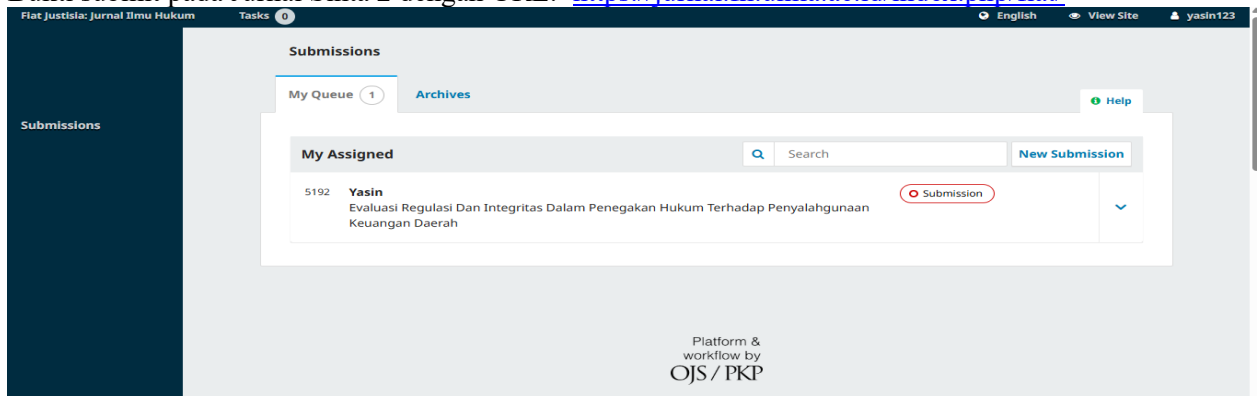 Fiat Justisia: Jurnal Ilmu Hukum Tasks 0 English View Site yasin123
Submissions
My Queue 1 Archives
Help
Submissions
My Assigned Search New Submission
5192 Yasin Submission
Evaluasi Regulasi Dan Integritas Dalam Penegakan Hukum Terhadap Penyalahgunaan
Keuangan Daerah
Platform &
workflow by
OJS / PKP